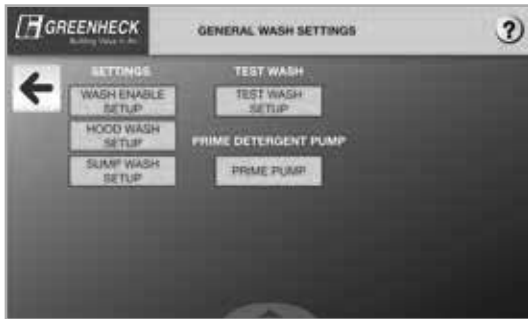 GREENHECK
Building Value in Air.
GENERAL WASH SETTINGS
?
SETTINGS
WASH ENABLE
SETUP
HOOD WASH
SETUP
SUMP WASH
SETUP
TEST WASH
TEST WASH
SETUP
PRIME DETERGENT PUMP
PRIME PUMP